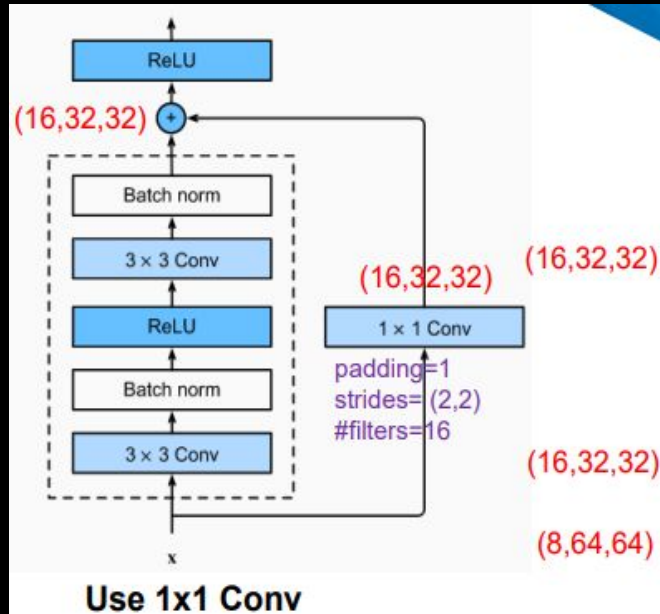 ReLU
(16,32,32)
+
Batch norm
3 × 3 Conv
(16,32,32)
(16,32,32)
ReLU
1 × 1 Conv
padding=1
Batch norm
strides= (2,2)
#filters=16
3 × 3 Conv
(16,32,32)
(8,64,64)
x
Use 1x1 Conv